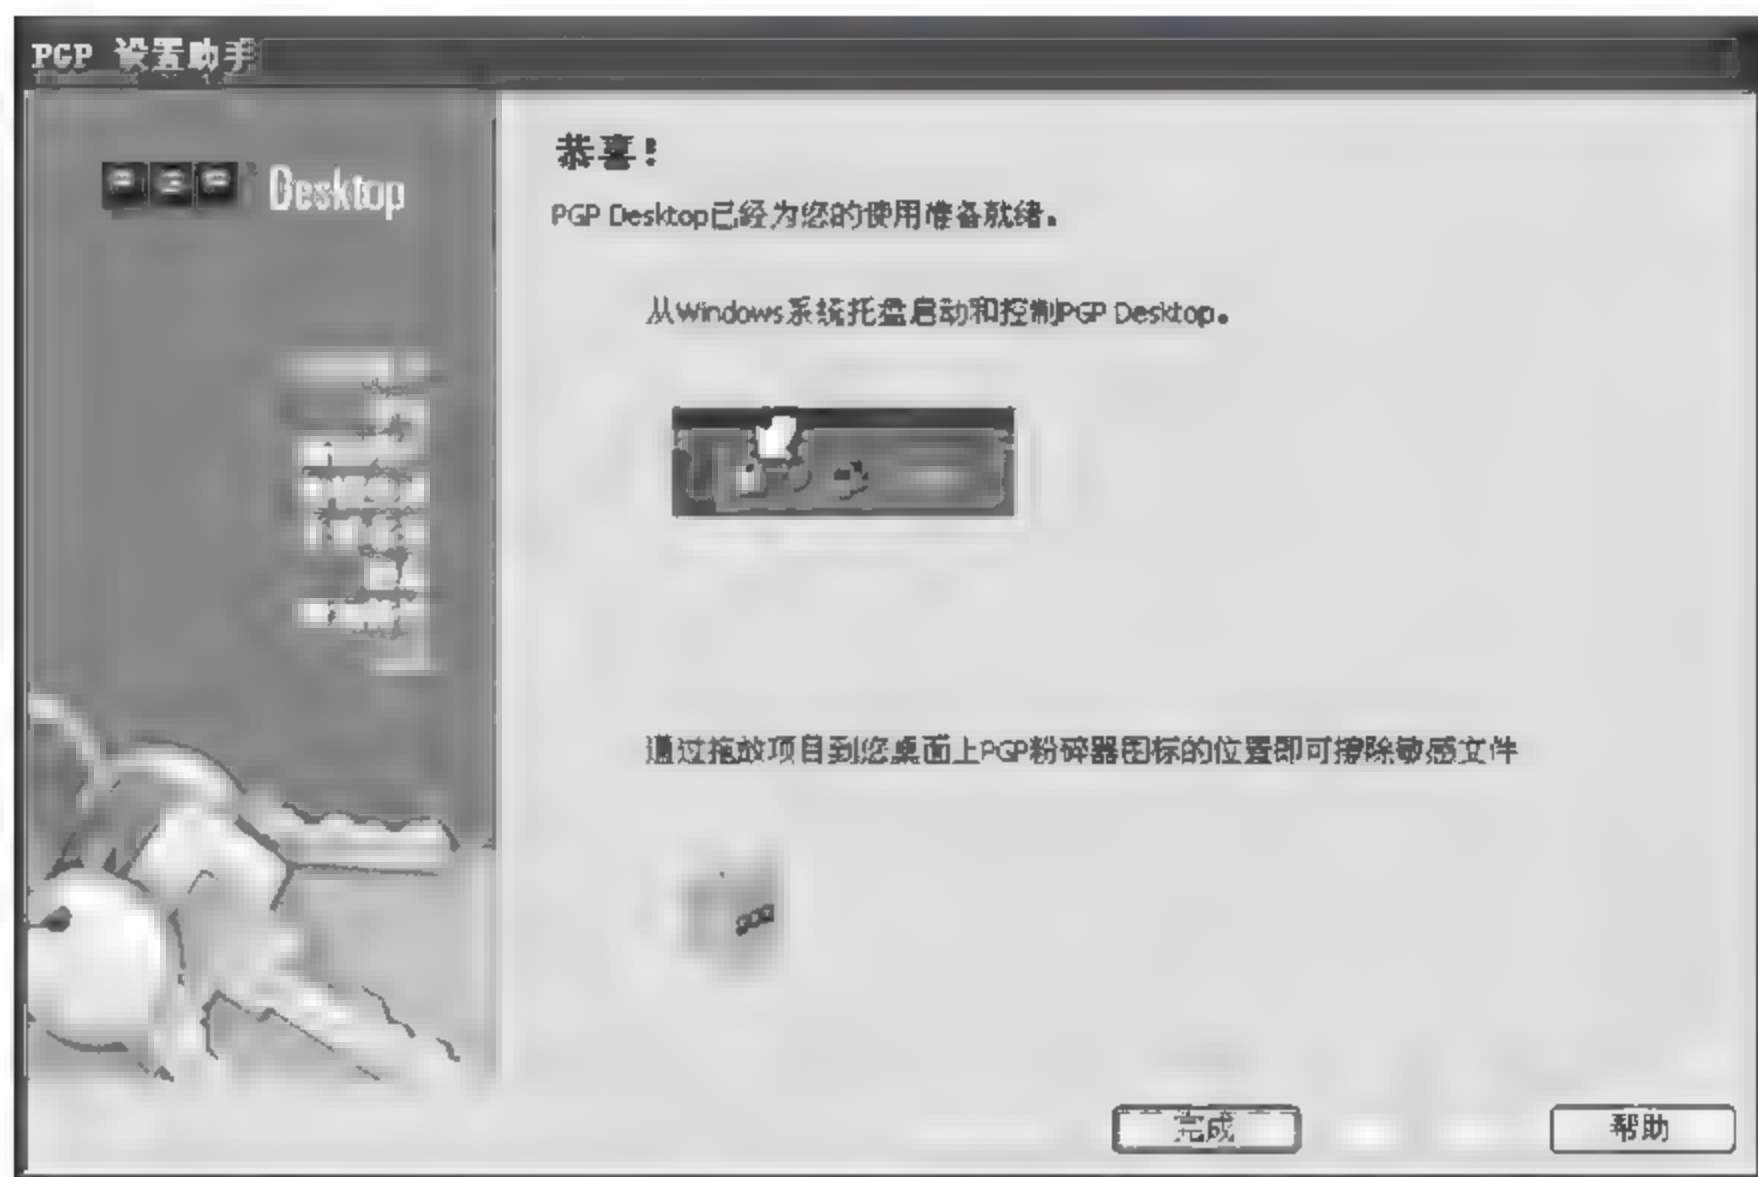 PGP 设置助手
Desktop
恭喜!
PGP Desktop已经为您的使用准备就绪。
从Windows系统托盘启动和控制PGP Desktop。
通过拖放项目到您桌面上PGP粉碎器图标的位置即可擦除敏感文件
完成
帮助